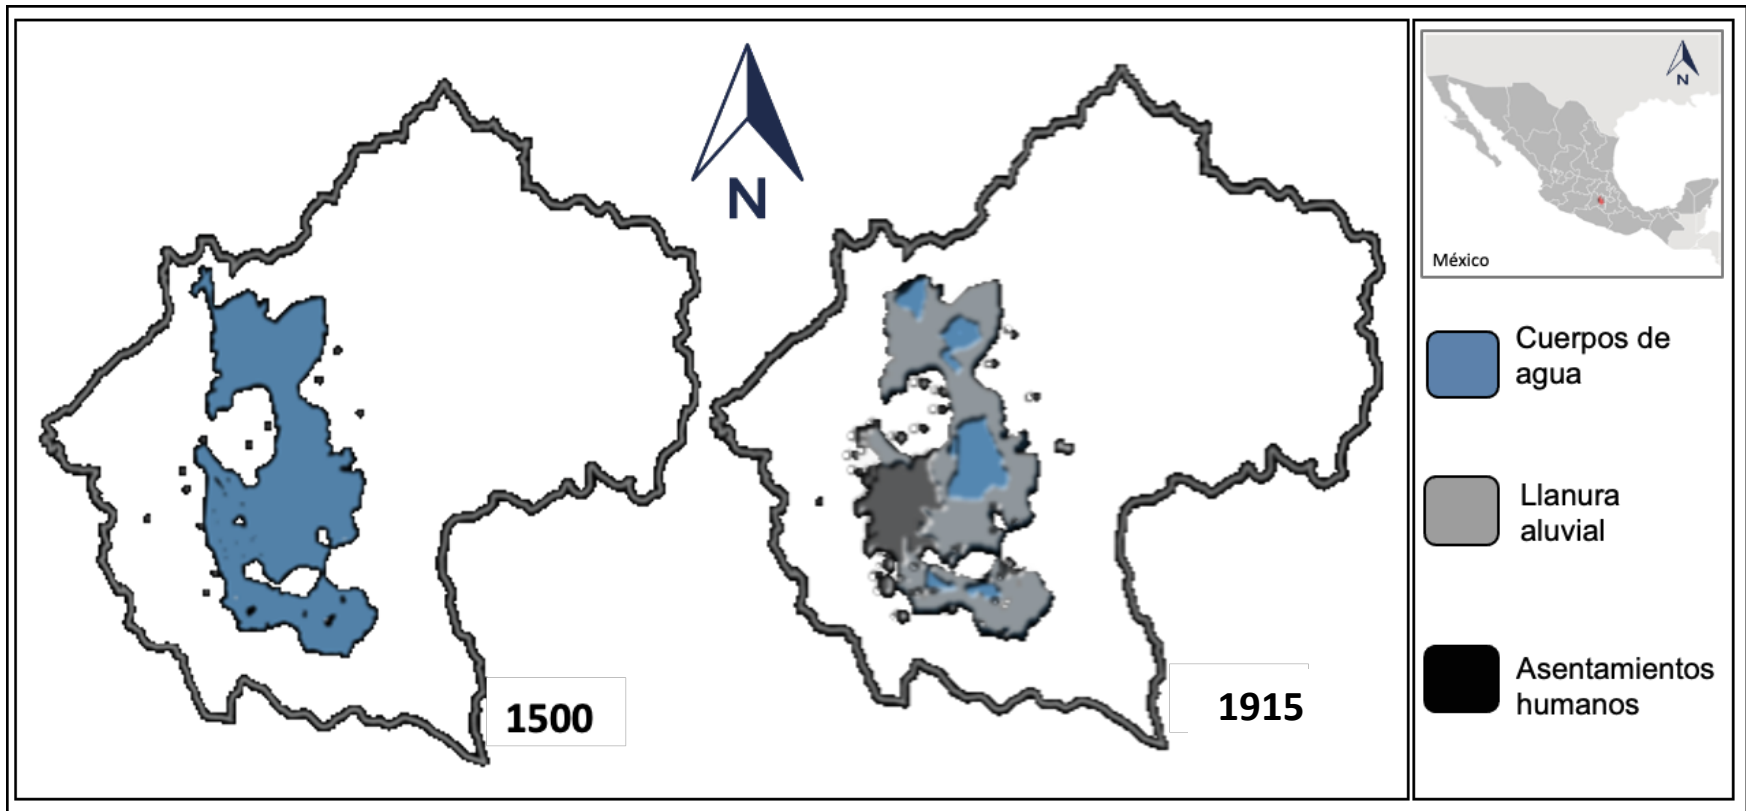 N
1500
1915
N
México
Cuerpos de
agua
Llanura
aluvial
Asentamientos
humanos